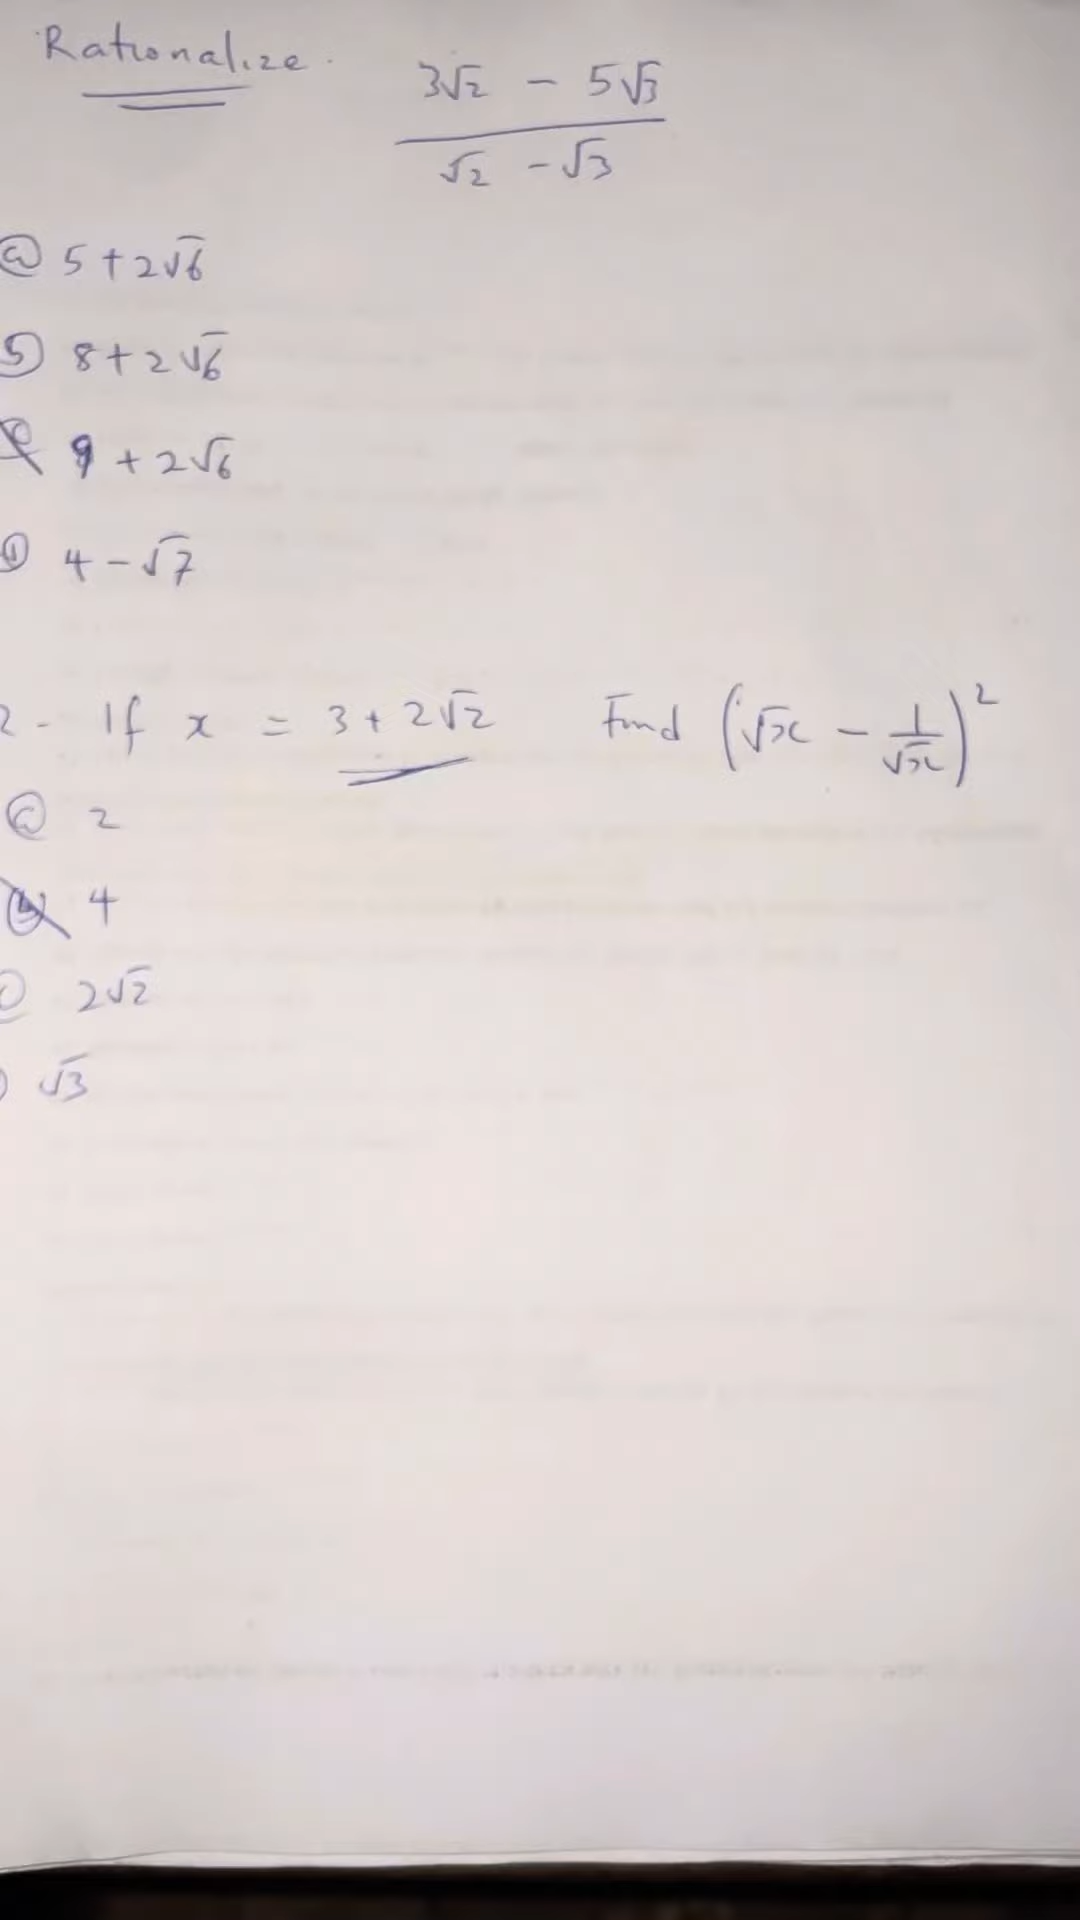 Rationalize. 3√2 - 5√3 / √2 - √3
ⓐ 5 + 2√6
ⓑ 8 + 2√6
ⓒ 9 + 2√6
ⓓ 4 - √7
2 - If x = 3 + 2√2 Find (√x - 1/√x)²
ⓐ 2
ⓑ 4
ⓒ 2√2
) √3